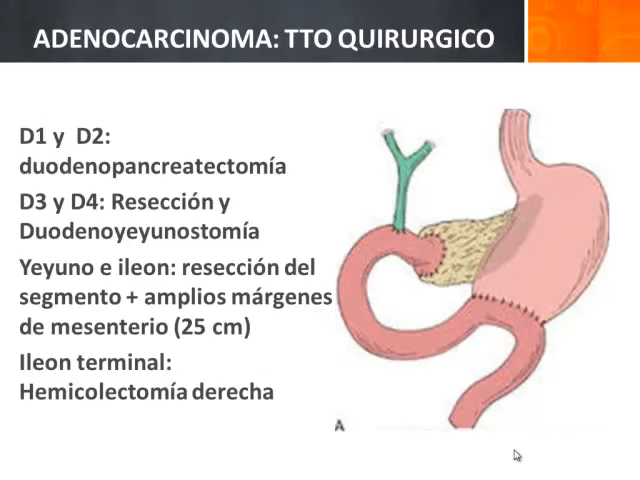 ADENOCARCINOMA: TTO QUIRURGICO
D1 y D2:
duodenopancreatectomía
D3 y D4: Resección y
Duodenoyeyunostomía
Yeyuno e ileon: resección del
segmento + amplios márgenes
de mesenterio (25 cm)
Ileon terminal:
Hemicolectomía derecha
A